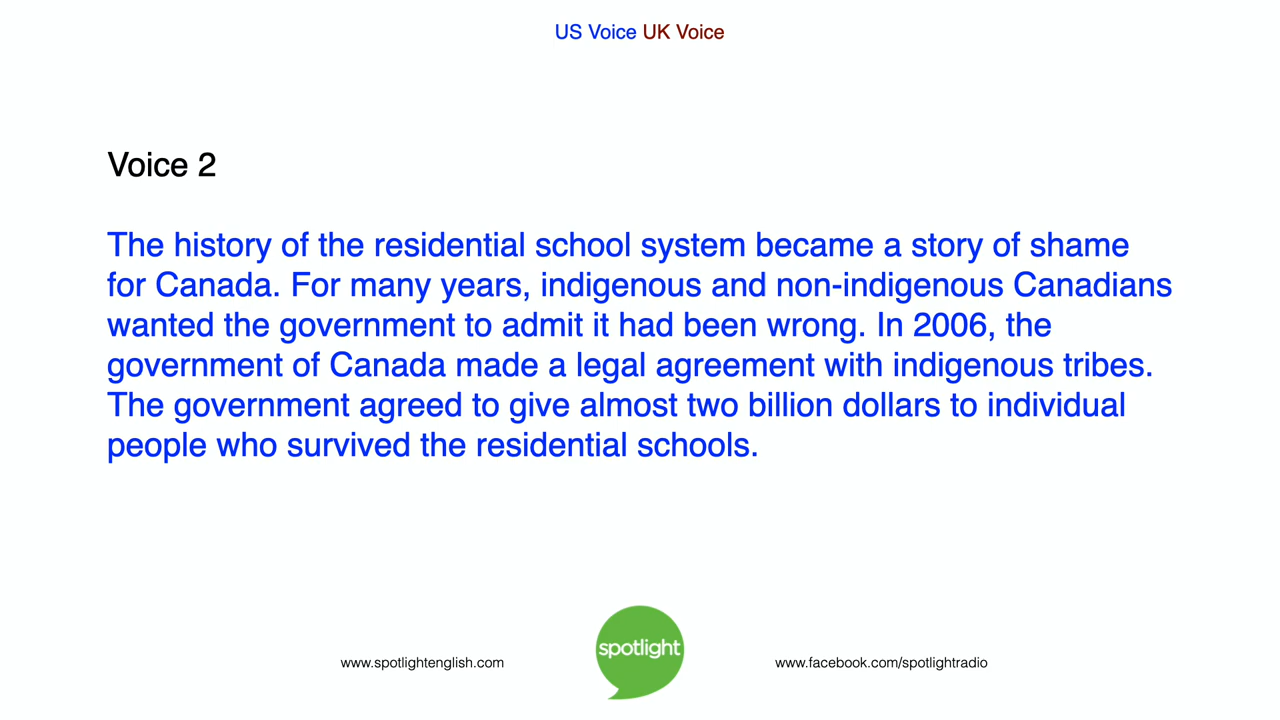 US Voice UK Voice
Voice 2
The history of the residential school system became a story of shame
for Canada. For many years, indigenous and non-indigenous Canadians
wanted the government to admit it had been wrong. In 2006, the
government of Canada made a legal agreement with indigenous tribes.
The government agreed to give almost two billion dollars to individual
people who survived the residential schools.
www.spotlightenglish.com
spotlight
www.facebook.com/spotlightradio